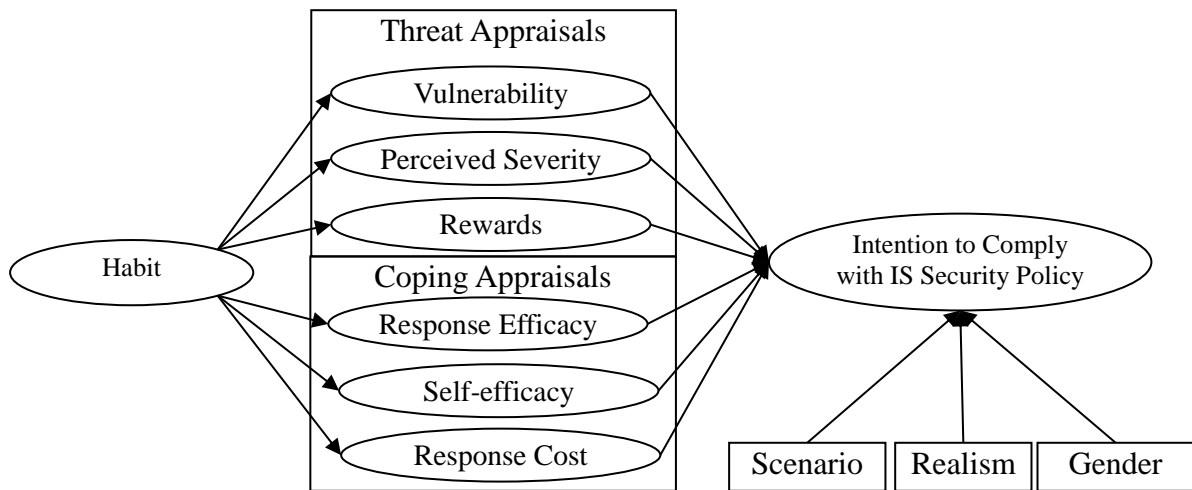 Threat Appraisals
Vulnerability
Perceived Severity
Rewards
Habit
Coping Appraisals
Response Efficacy
Self-efficacy
Response Cost
Intention to Comply
with IS Security Policy
Scenario
Realism
Gender